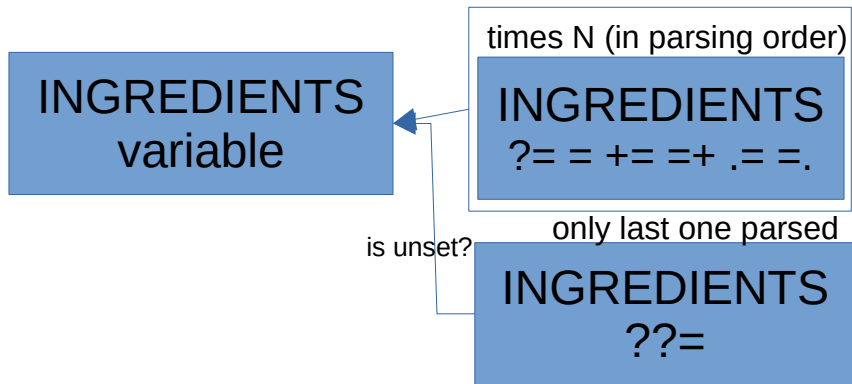 times N (in parsing order)
INGREDIENTS
variable
INGREDIENTS
?= = += =+ .= =.
only last one parsed
is unset?
INGREDIENTS
??=